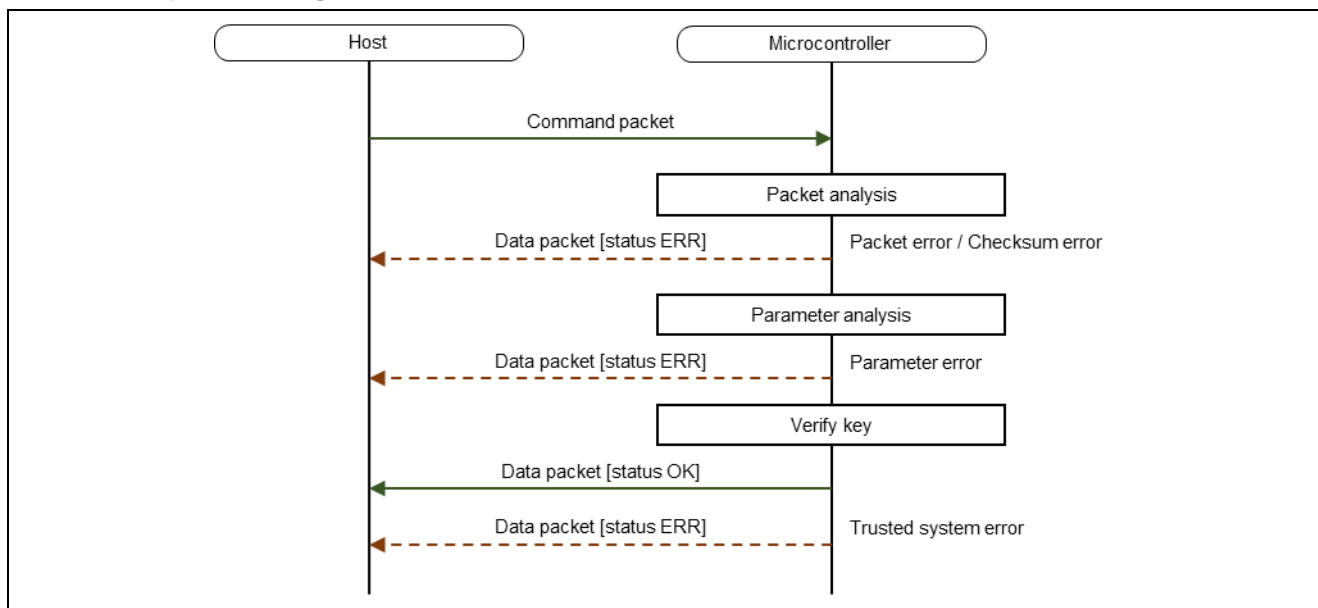 Host
Microcontroller
Command packet
Packet analysis
Data packet [status ERR]
Packet error / Checksum error
Parameter analysis
Data packet [status ERR]
Parameter error
Verify key
Data packet [status OK]
Data packet [status ERR]
Trusted system error